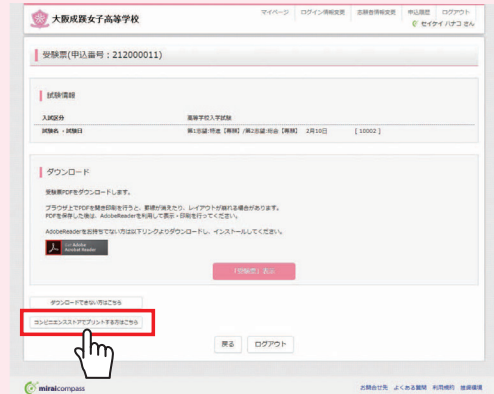 大阪成蹊女子高等学校
マイページ ログイン情報変更 志願者情報変更 申込履歴 ログアウト
セイケイ ハナコ さん
受験票(申込番号:212000011)
試験情報
入試区分 高等学校入学試験
試験名・試験日 第1志望:特進【専願】/第2志望:総合【専願】 2月10日 [ 10002 ]
ダウンロード
受験票PDFをダウンロードします。
ブラウザ上でPDFを開き印刷を行うと、罫線が消えたり、レイアウトが崩れる場合があります。
PDFを保存した後は、AdobeReaderを利用して表示・印刷を行ってください。
AdobeReaderをお持ちでない方は以下リンクよりダウンロードし、インストールしてください。
Get Adobe
Acrobat Reader
「受験票」表示
ダウンロードできない方はこちら
コンビニエンスストアでプリントする方はこちら
戻る ログアウト
miraicompass
お問合せ先 よくある質問 利用規約 推奨環境